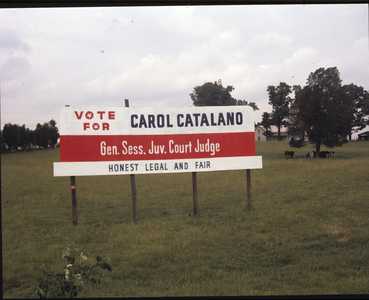 VOTE
FOR
CAROL CATALANO
Gen. Sess. Juv. Court Judge
HONEST LEGAL AND FAIR